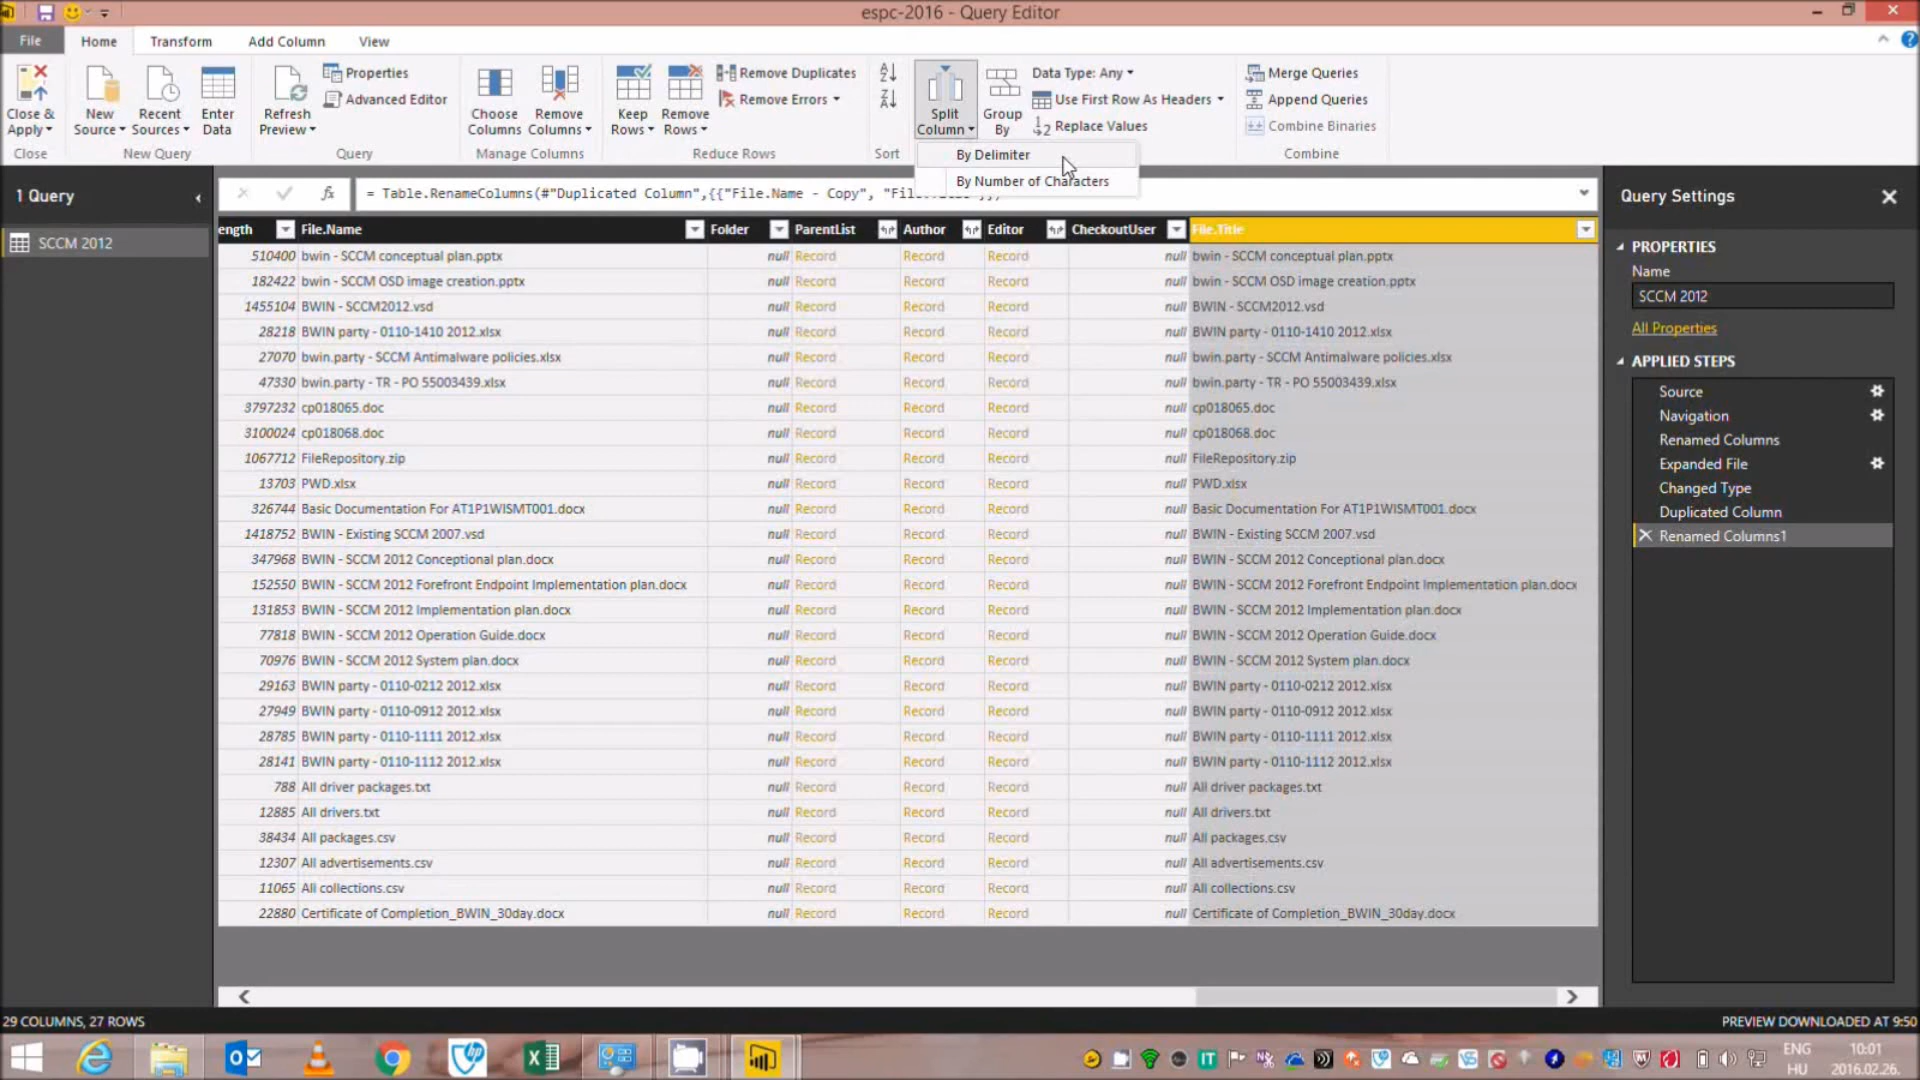 espc-2016 - Query Editor
File Home Transform Add Column View
Close & Apply
New Source
Recent Sources
Enter Data
Refresh Preview
Properties
Advanced Editor
Choose Columns
Remove Columns
Keep Rows
Remove Rows
Remove Duplicates
Remove Errors
Split Column
Group By
Data Type: Any
Use First Row As Headers
Replace Values
Merge Queries
Append Queries
Combine Binaries
Close New Query Query Manage Columns Reduce Rows Sort Combine
By Delimiter
By Number of Characters
1 Query
SCCM 2012
fx = Table.RenameColumns(#"Duplicated Column",{{"File.Name - Copy",
ength File.Name Folder ParentList Author Editor CheckoutUser File.Title
510400 bwin - SCCM conceptual plan.pptx null Record Record Record null bwin - SCCM conceptual plan.pptx
182422 bwin - SCCM OSD image creation.pptx null Record Record Record null bwin - SCCM OSD image creation.pptx
1455104 BWIN - SCCM2012.vsd null Record Record Record null BWIN - SCCM2012.vsd
28218 BWIN party - 0110-1410 2012.xlsx null Record Record Record null BWIN party - 0110-1410 2012.xlsx
27070 bwin.party - SCCM Antimalware policies.xlsx null Record Record Record null bwin.party - SCCM Antimalware policies.xlsx
47330 bwin.party - TR - PO 55003439.xlsx null Record Record Record null bwin.party - TR - PO 55003439.xlsx
3797232 cp018065.doc null Record Record Record null cp018065.doc
3100024 cp018068.doc null Record Record Record null cp018068.doc
1067712 FileRepository.zip null Record Record Record null FileRepository.zip
13703 PWD.xlsx null Record Record Record null PWD.xlsx
326744 Basic Documentation For AT1P1WISMT001.docx null Record Record Record null Basic Documentation For AT1P1WISMT001.docx
1418752 BWIN - Existing SCCM 2007.vsd null Record Record Record null BWIN - Existing SCCM 2007.vsd
347968 BWIN - SCCM 2012 Conceptional plan.docx null Record Record Record null BWIN - SCCM 2012 Conceptional plan.docx
152550 BWIN - SCCM 2012 Forefront Endpoint Implementation plan.docx null Record Record Record null BWIN - SCCM 2012 Forefront Endpoint Implementation plan.docx
131853 BWIN - SCCM 2012 Implementation plan.docx null Record Record Record null BWIN - SCCM 2012 Implementation plan.docx
77818 BWIN - SCCM 2012 Operation Guide.docx null Record Record Record null BWIN - SCCM 2012 Operation Guide.docx
70976 BWIN - SCCM 2012 System plan.docx null Record Record Record null BWIN - SCCM 2012 System plan.docx
29163 BWIN party - 0110-0212 2012.xlsx null Record Record Record null BWIN party - 0110-0212 2012.xlsx
27949 BWIN party - 0110-0912 2012.xlsx null Record Record Record null BWIN party - 0110-0912 2012.xlsx
28785 BWIN party - 0110-1111 2012.xlsx null Record Record Record null BWIN party - 0110-1111 2012.xlsx
28141 BWIN party - 0110-1112 2012.xlsx null Record Record Record null BWIN party - 0110-1112 2012.xlsx
788 All driver packages.txt null Record Record Record null All driver packages.txt
12885 All drivers.txt null Record Record Record null All drivers.txt
38434 All packages.csv null Record Record Record null All packages.csv
12307 All advertisements.csv null Record Record Record null All advertisements.csv
11065 All collections.csv null Record Record Record null All collections.csv
22880 Certificate of Completion_BWIN_30day.docx null Record Record Record null Certificate of Completion_BWIN_30day.docx
Query Settings
PROPERTIES
Name
SCCM 2012
All Properties
APPLIED STEPS
Source
Navigation
Renamed Columns
Expanded File
Changed Type
Duplicated Column
Renamed Columns1
29 COLUMNS, 27 ROWS PREVIEW DOWNLOADED AT 9:50
ENG 10:01
HU 2016.02.26.